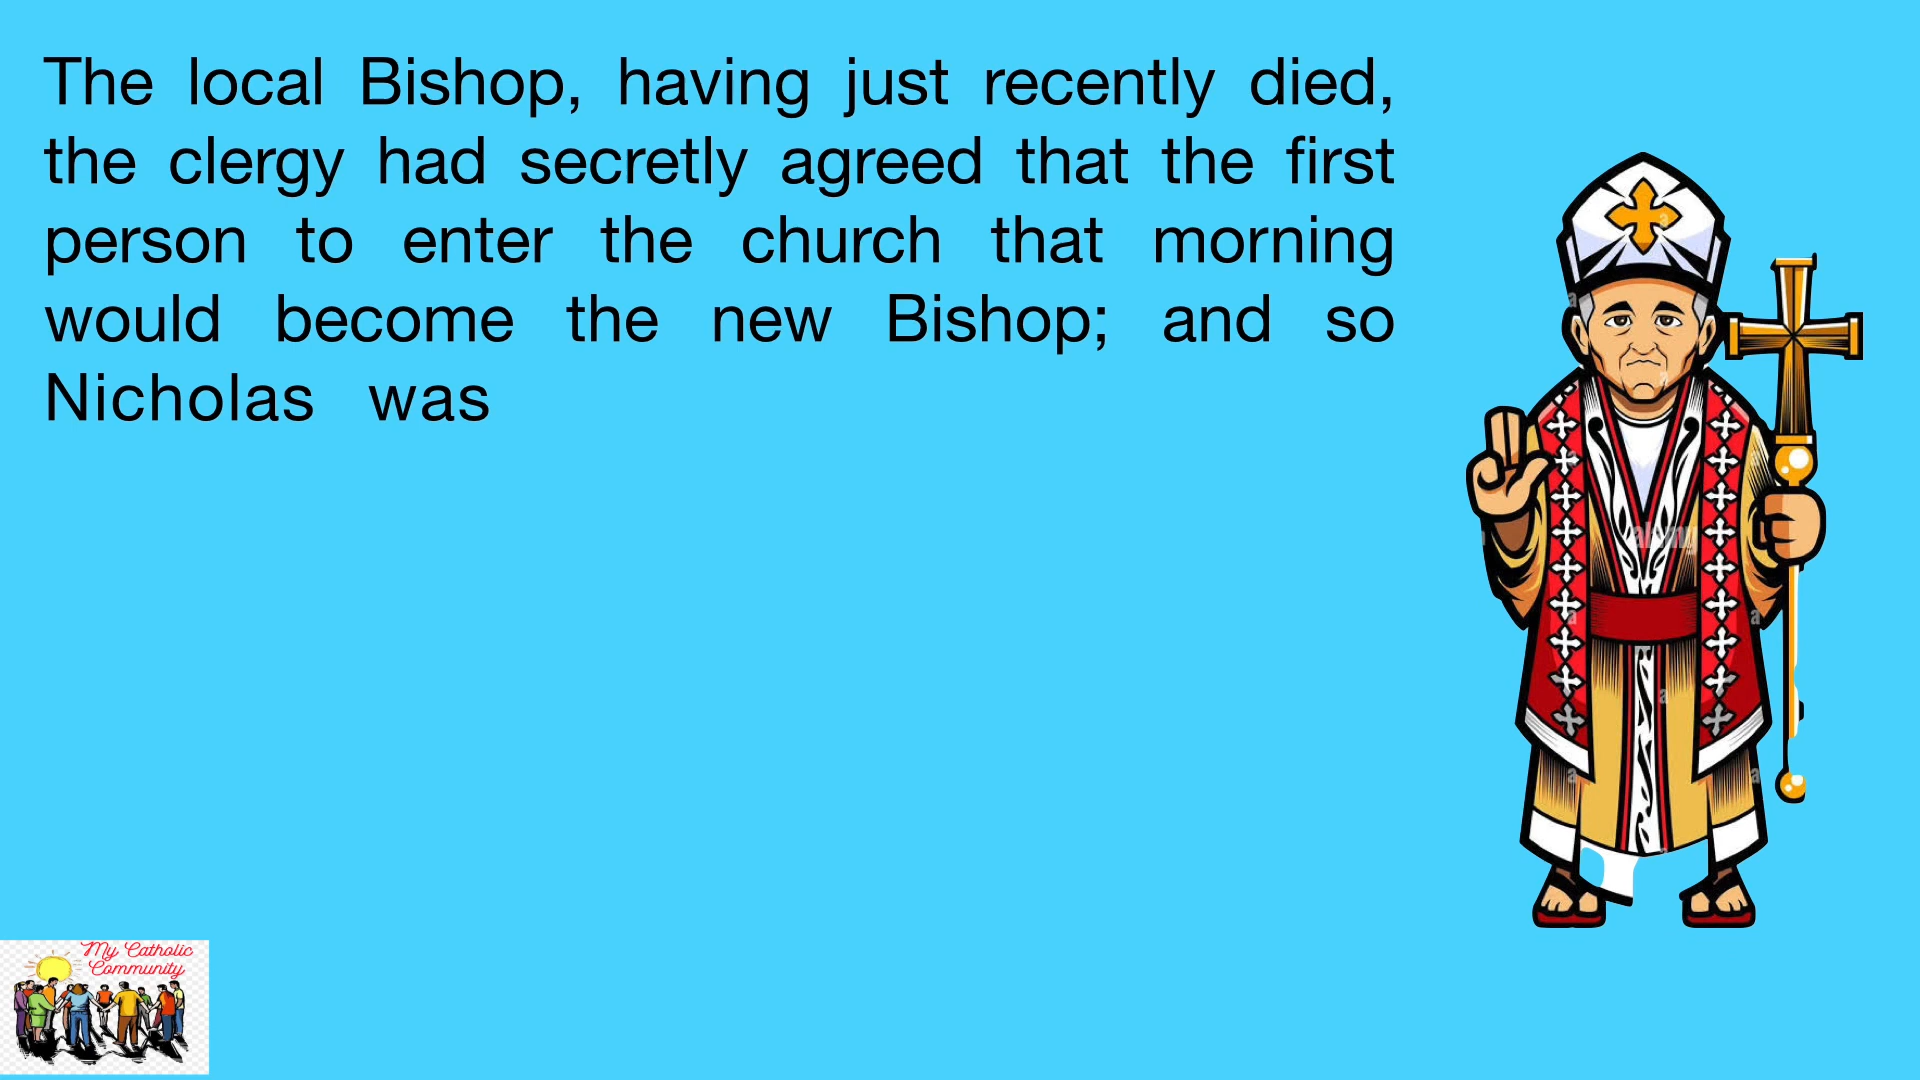 The local Bishop, having just recently died,
the clergy had secretly agreed that the first
person to enter the church that morning
would become the new Bishop; and so
Nicholas was
alamy
a
a
a
a
a
a
a
a
My Catholic
Community